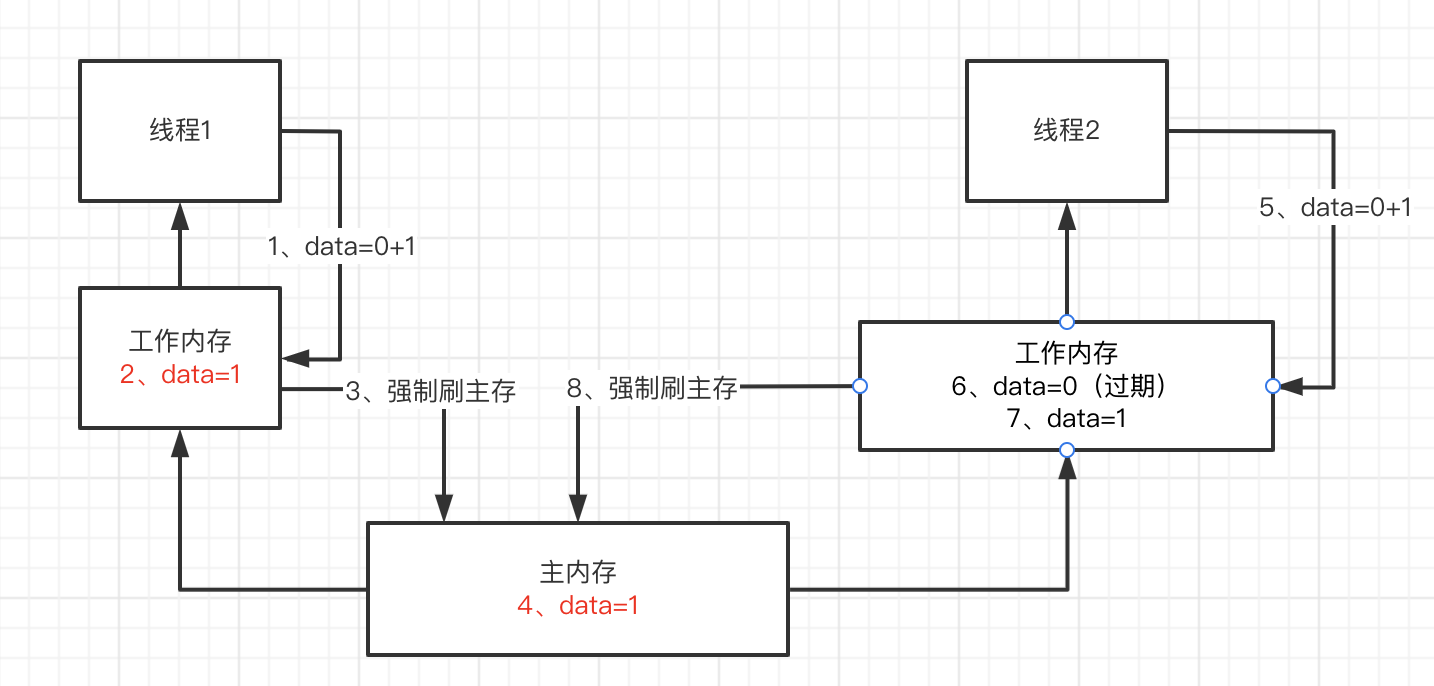 线程1
线程2
5、data=0+1
1、data=0+1
工作内存
2、data=1
工作内存
6、data=0（过期）
7、data=1
3、强制刷主存
8、强制刷主存
主内存
4、data=1